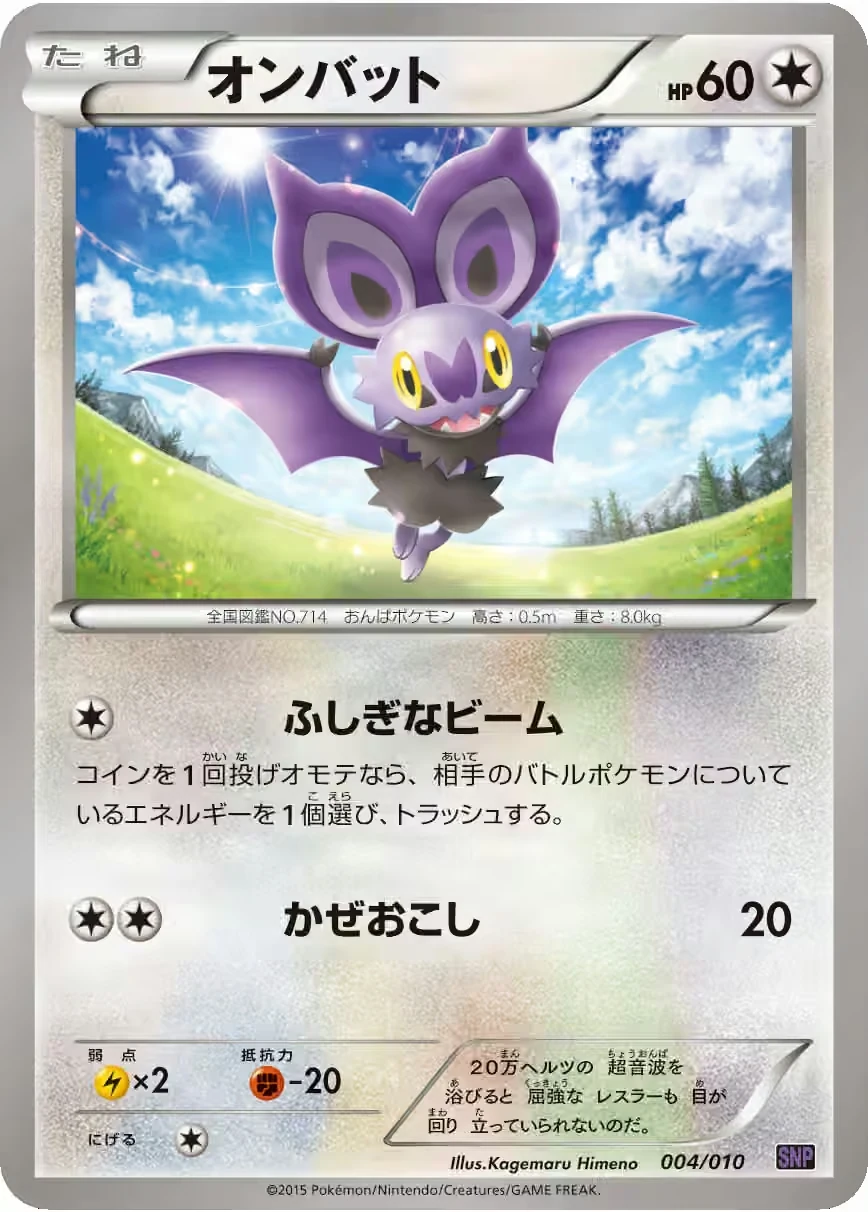 たね オンバット HP60
全国図鑑NO.714 おんぱポケモン 高さ:0.5m 重さ:8.0kg
ふしぎなビーム
コインを1回投げオモテなら、相手のバトルポケモンについて
いるエネルギーを1個選び、トラッシュする。
かぜおこし 20
弱点 抵抗力
×2 -20
にげる
20万ヘルツの 超音波を
浴びると 屈強な レスラーも 目が
回り 立っていられないのだ。
Illus.Kagemaru Himeno 004/010 SNP
©2015 Pokémon/Nintendo/Creatures/GAME FREAK.